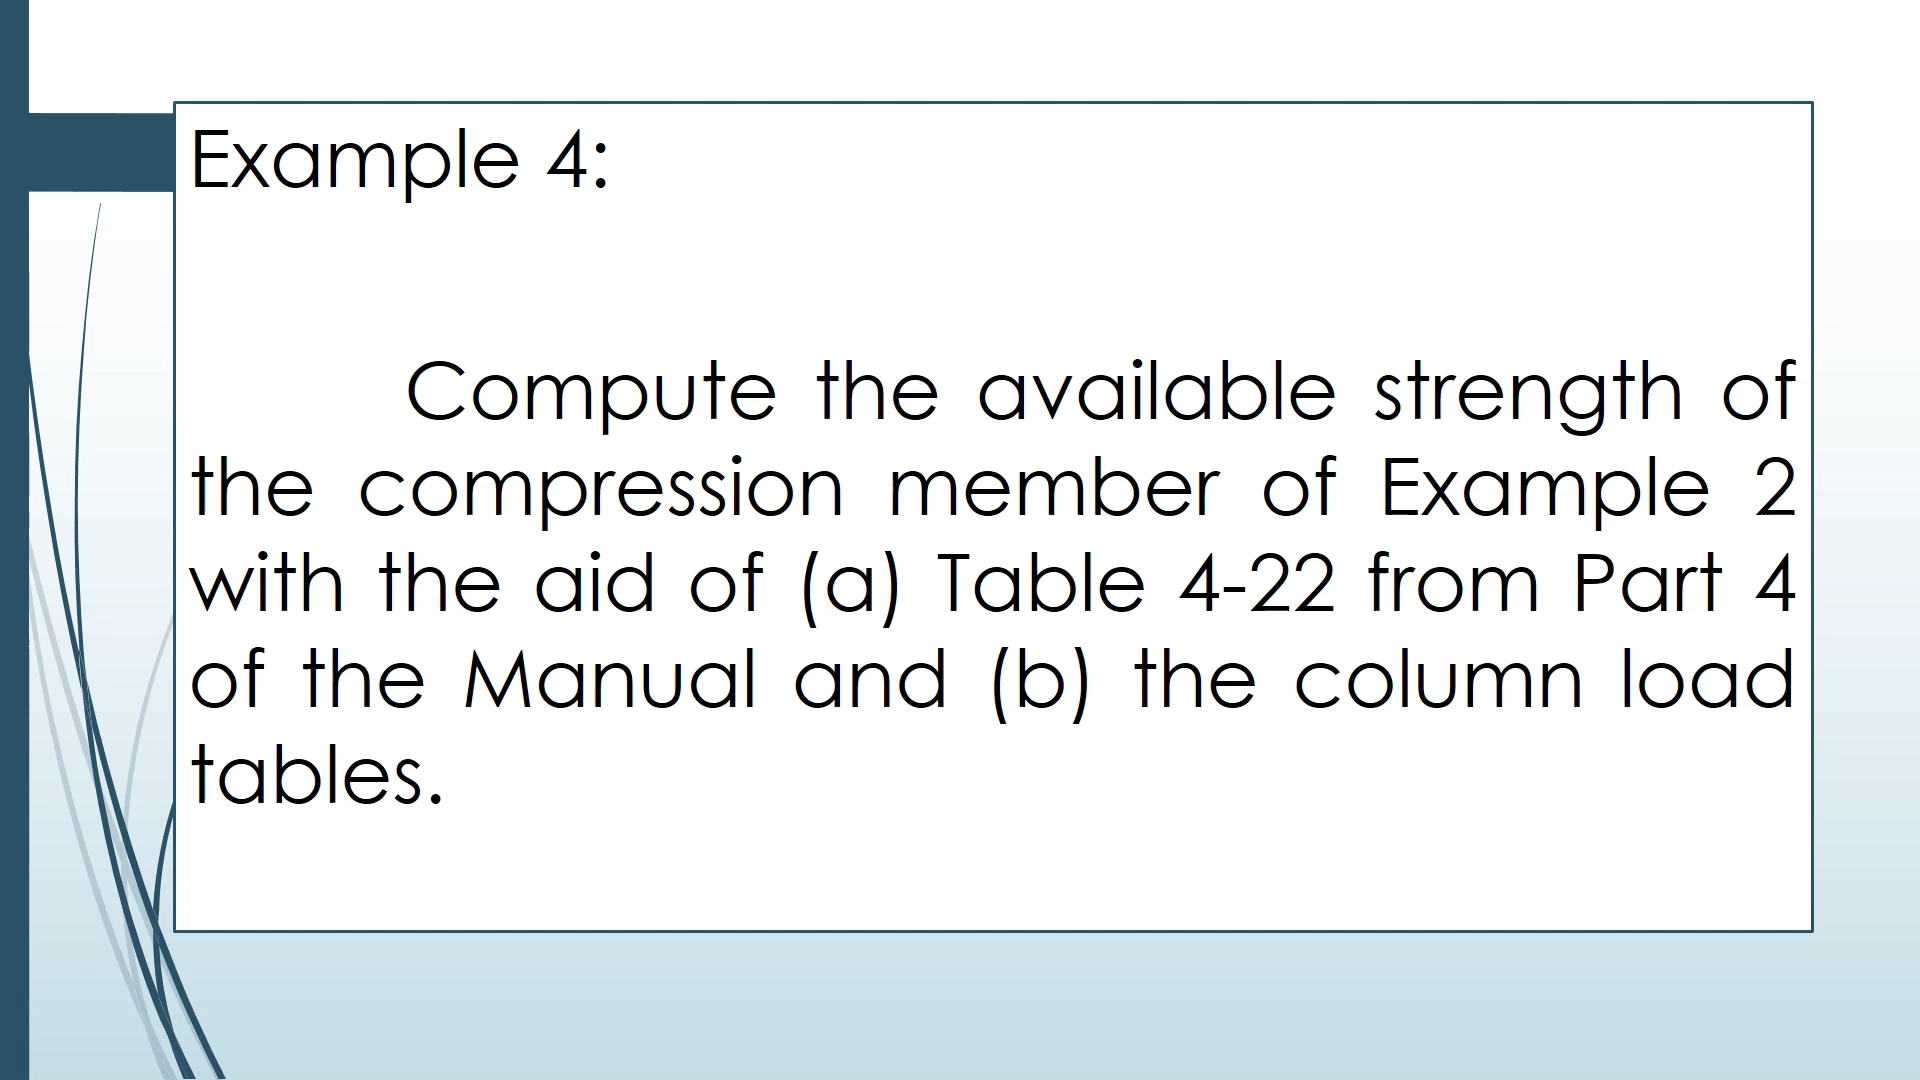 Example 4:
Compute the available strength of
the compression member of Example 2
with the aid of (a) Table 4-22 from Part 4
of the Manual and (b) the column load
tables.